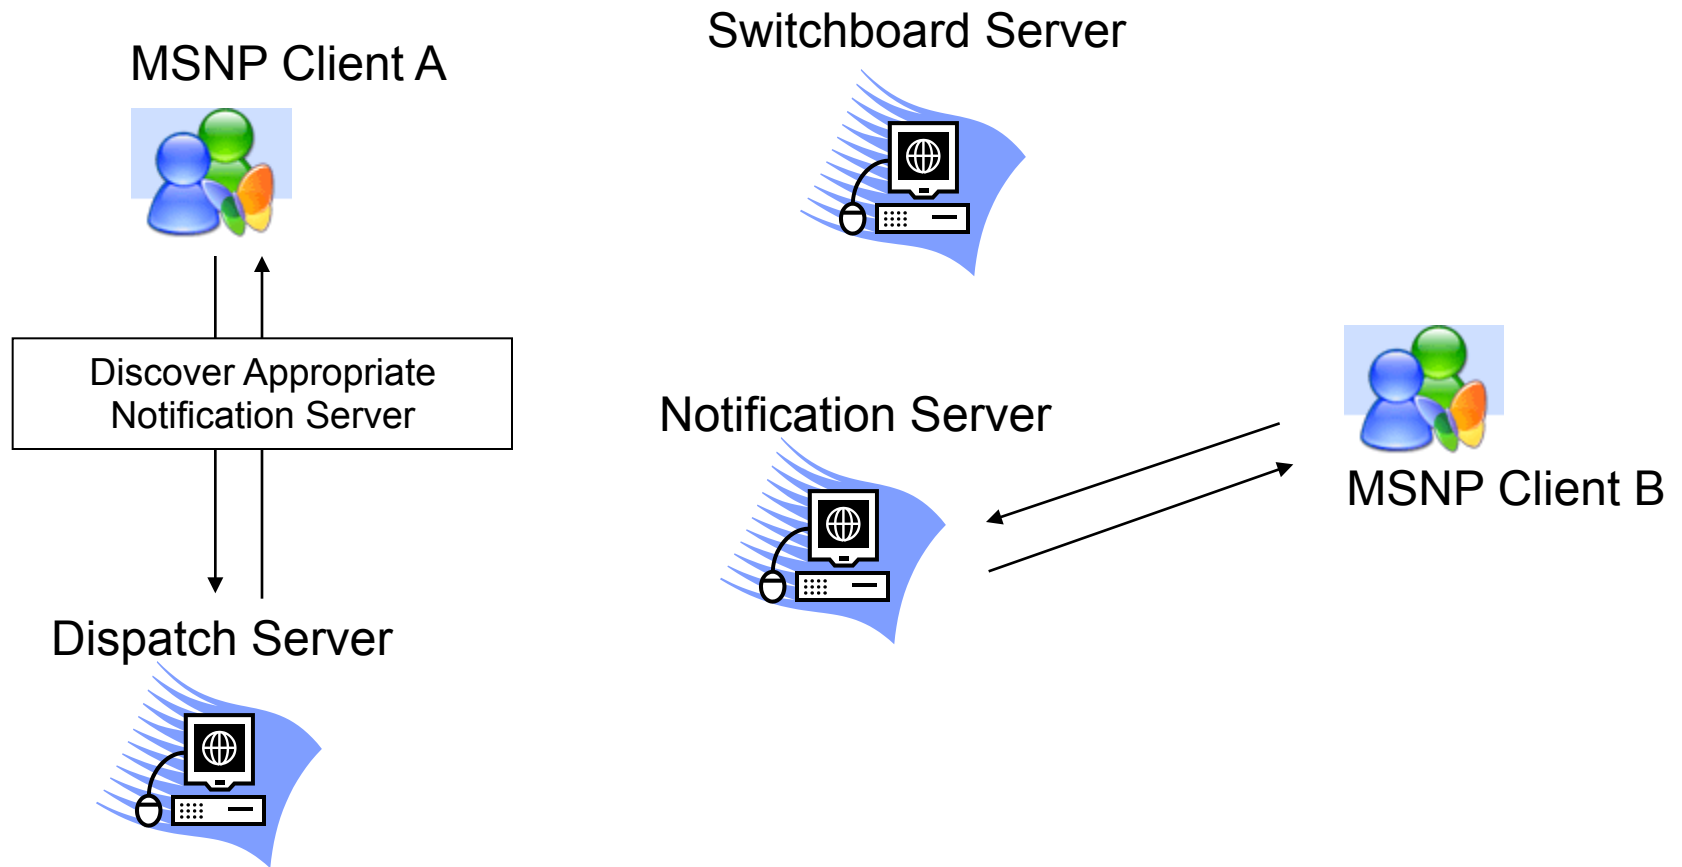 Switchboard Server
MSNP Client A
Discover Appropriate
Notification Server
Notification Server
MSNP Client B
Dispatch Server